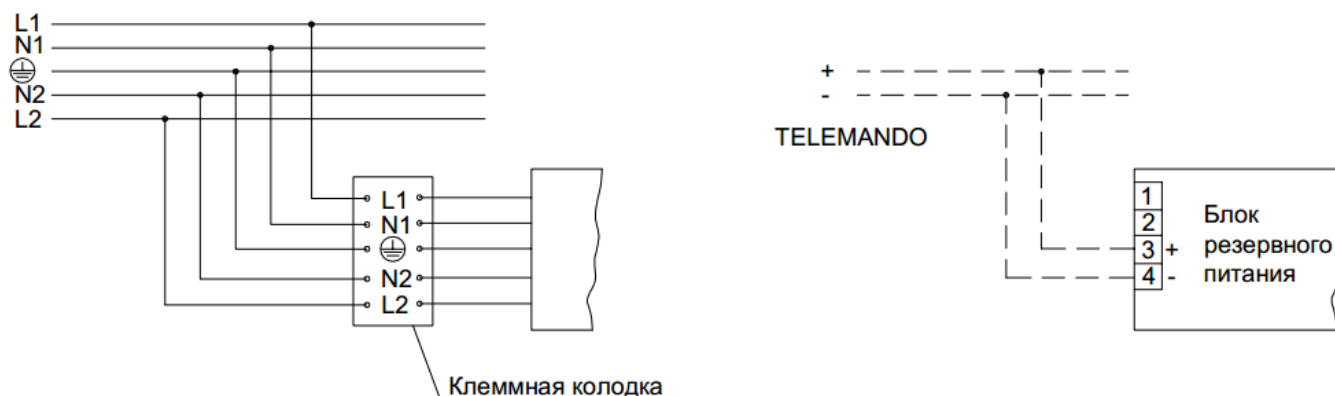 L1
N1
N2
L2
L1
N1
N2
L2
Клеммная колодка
+
-
TELEMANDO
1
2
3 +
4 -
Блок
резервного
питания